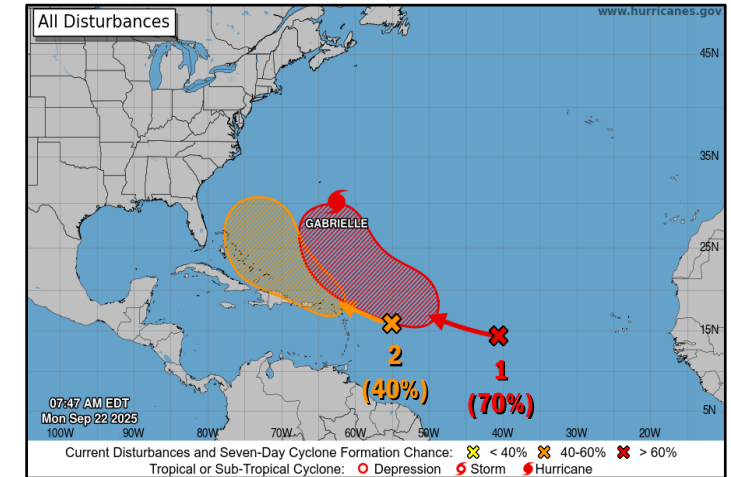 All Disturbances
www.hurricanes.gov
45N
35N
GABRIELLE
25N
15N
2
(40%)
1
(70%)
07:47 AM EDT
Mon Sep 22 2025
5N
100W 90W 80W 70W 60W 50W 40W 30W 20W
Current Disturbances and Seven-Day Cyclone Formation Chance: < 40% 40-60% > 60%
Tropical or Sub-Tropical Cyclone: Depression Storm Hurricane